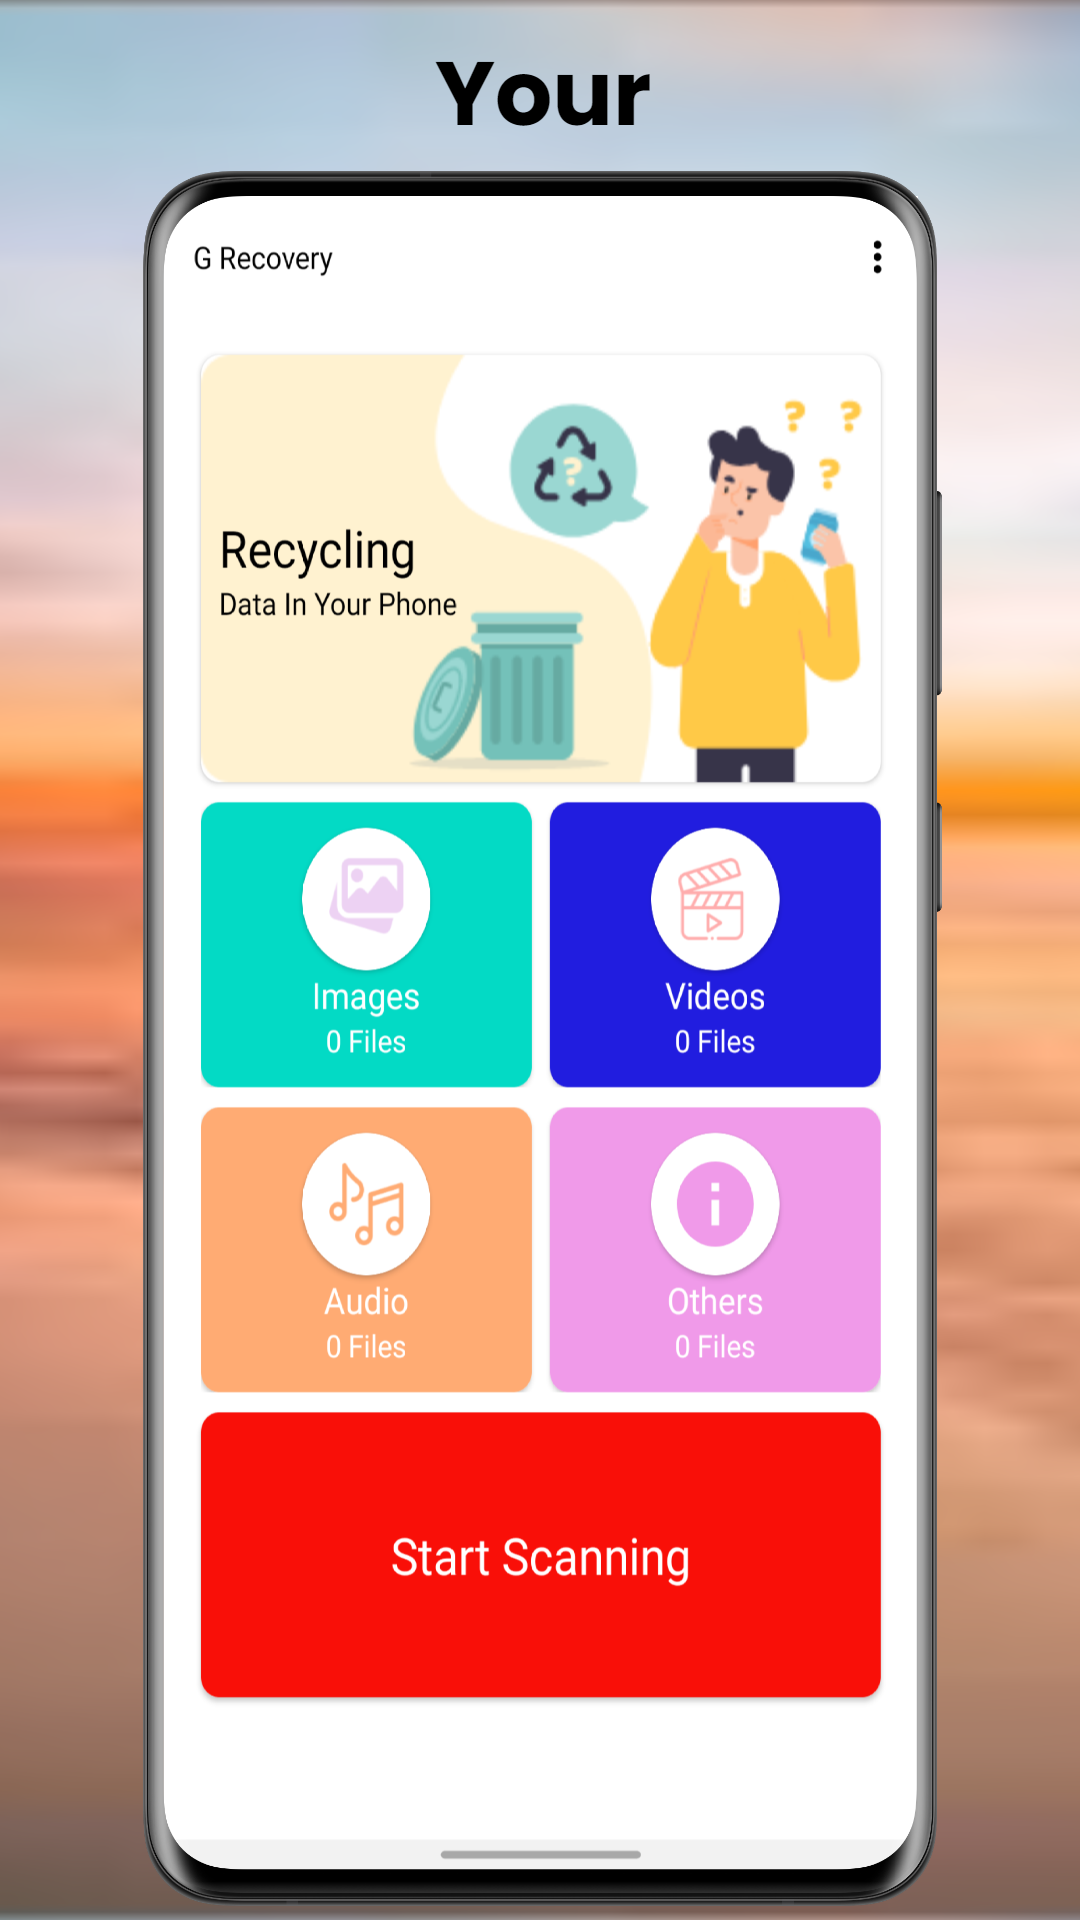 Your
G Recovery
Recycling
Data In Your Phone
Images
0 Files
Videos
0 Files
Audio
0 Files
Others
0 Files
Start Scanning